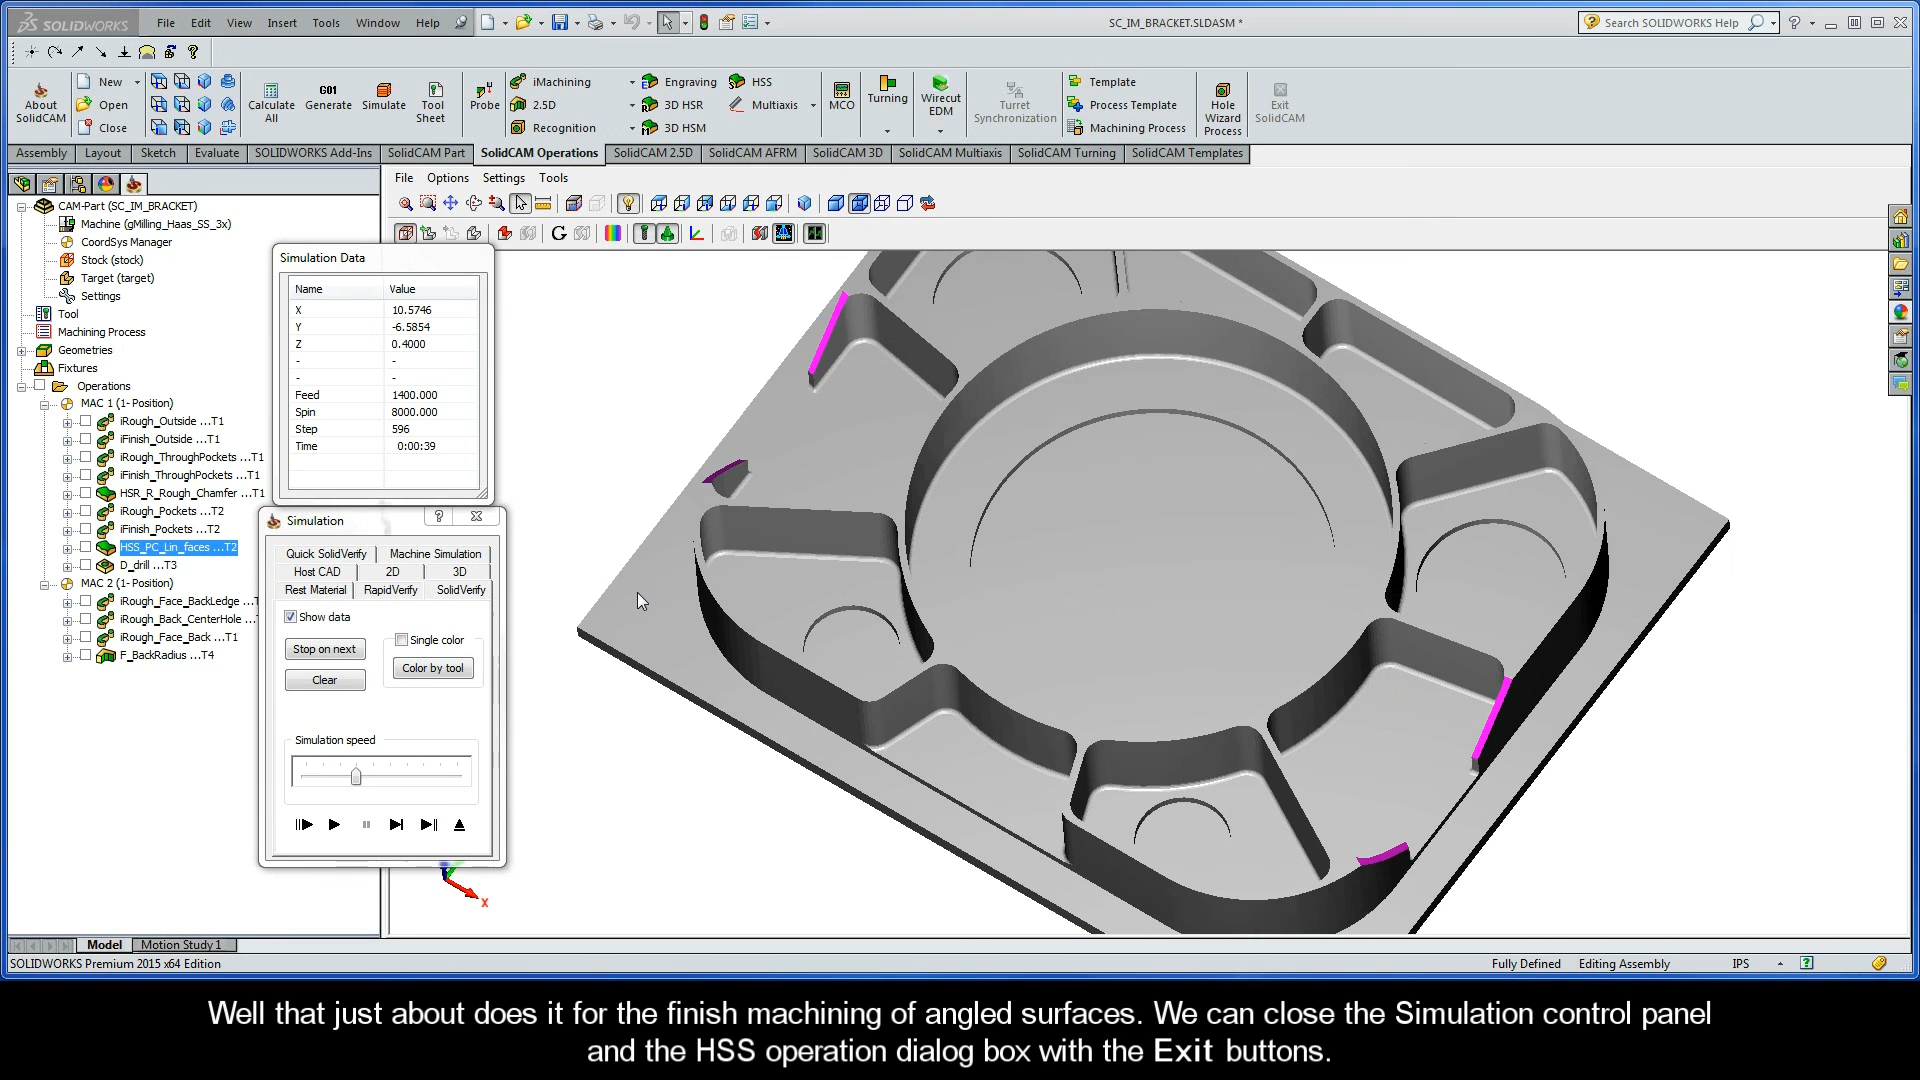 SOLIDWORKS File Edit View Insert Tools Window Help SC_IM_BRACKET.SLDASM * Search SOLIDWORKS Help
About SolidCAM New Open Close Calculate All G01 Generate Simulate Tool Sheet Probe iMachining 2.5D Recognition Engraving 3D HSR 3D HSM HSS Multiaxis MCO Turning Wirecut EDM Turret Synchronization Template Process Template Machining Process Hole Wizard Process Exit SolidCAM
Assembly Layout Sketch Evaluate SOLIDWORKS Add-Ins SolidCAM Part SolidCAM Operations SolidCAM 2.5D SolidCAM AFRM SolidCAM 3D SolidCAM Multiaxis SolidCAM Turning SolidCAM Templates
File Options Settings Tools
CAM-Part (SC_IM_BRACKET)
Machine (gMilling_Haas_SS_3x)
CoordSys Manager
Stock (stock)
Target (target)
Settings
Tool
Machining Process
Geometries
Fixtures
Operations
MAC 1 (1- Position)
iRough_Outside ...T1
iFinish_Outside ...T1
iRough_ThroughPockets ...T1
iFinish_ThroughPockets ...T1
HSR_R_Rough_Chamfer ...T1
iRough_Pockets ...T2
iFinish_Pockets ...T2
HSS_PC_Lin_faces ...T2
D_drill ...T3
MAC 2 (1- Position)
iRough_Face_BackLedge ...T
iRough_Back_CenterHole ...
iRough_Face_Back ...T1
F_BackRadius ...T4
Simulation Data
Name Value
X 10.5746
Y -6.5854
Z 0.4000
- -
- -
Feed 1400.000
Spin 8000.000
Step 596
Time 0:00:39
Simulation ?
Quick SolidVerify Machine Simulation
Host CAD 2D 3D
Rest Material RapidVerify SolidVerify
Show data
Stop on next Single color
Clear Color by tool
Simulation speed
X
Model Motion Study 1
SOLIDWORKS Premium 2015 x64 Edition Fully Defined Editing Assembly IPS
Well that just about does it for the finish machining of angled surfaces. We can close the Simulation control panel
and the HSS operation dialog box with the Exit buttons.